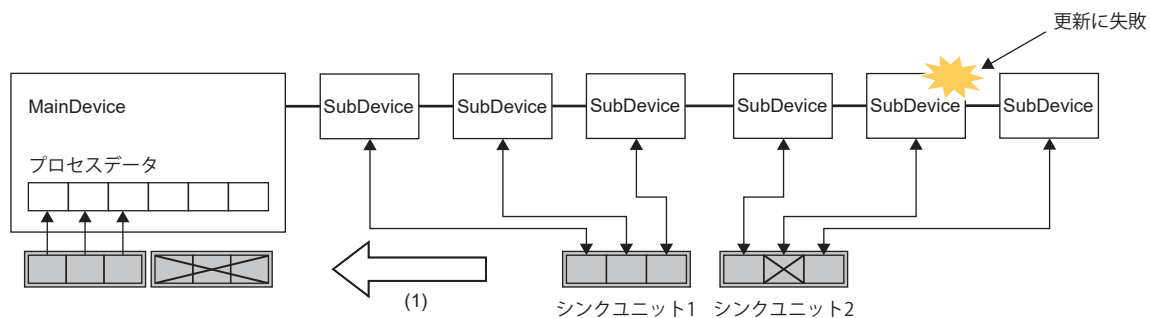 更新に失敗
MainDevice
SubDevice
SubDevice
SubDevice
SubDevice
SubDevice
SubDevice
プロセスデータ
(1)
シンクユニット1
シンクユニット2